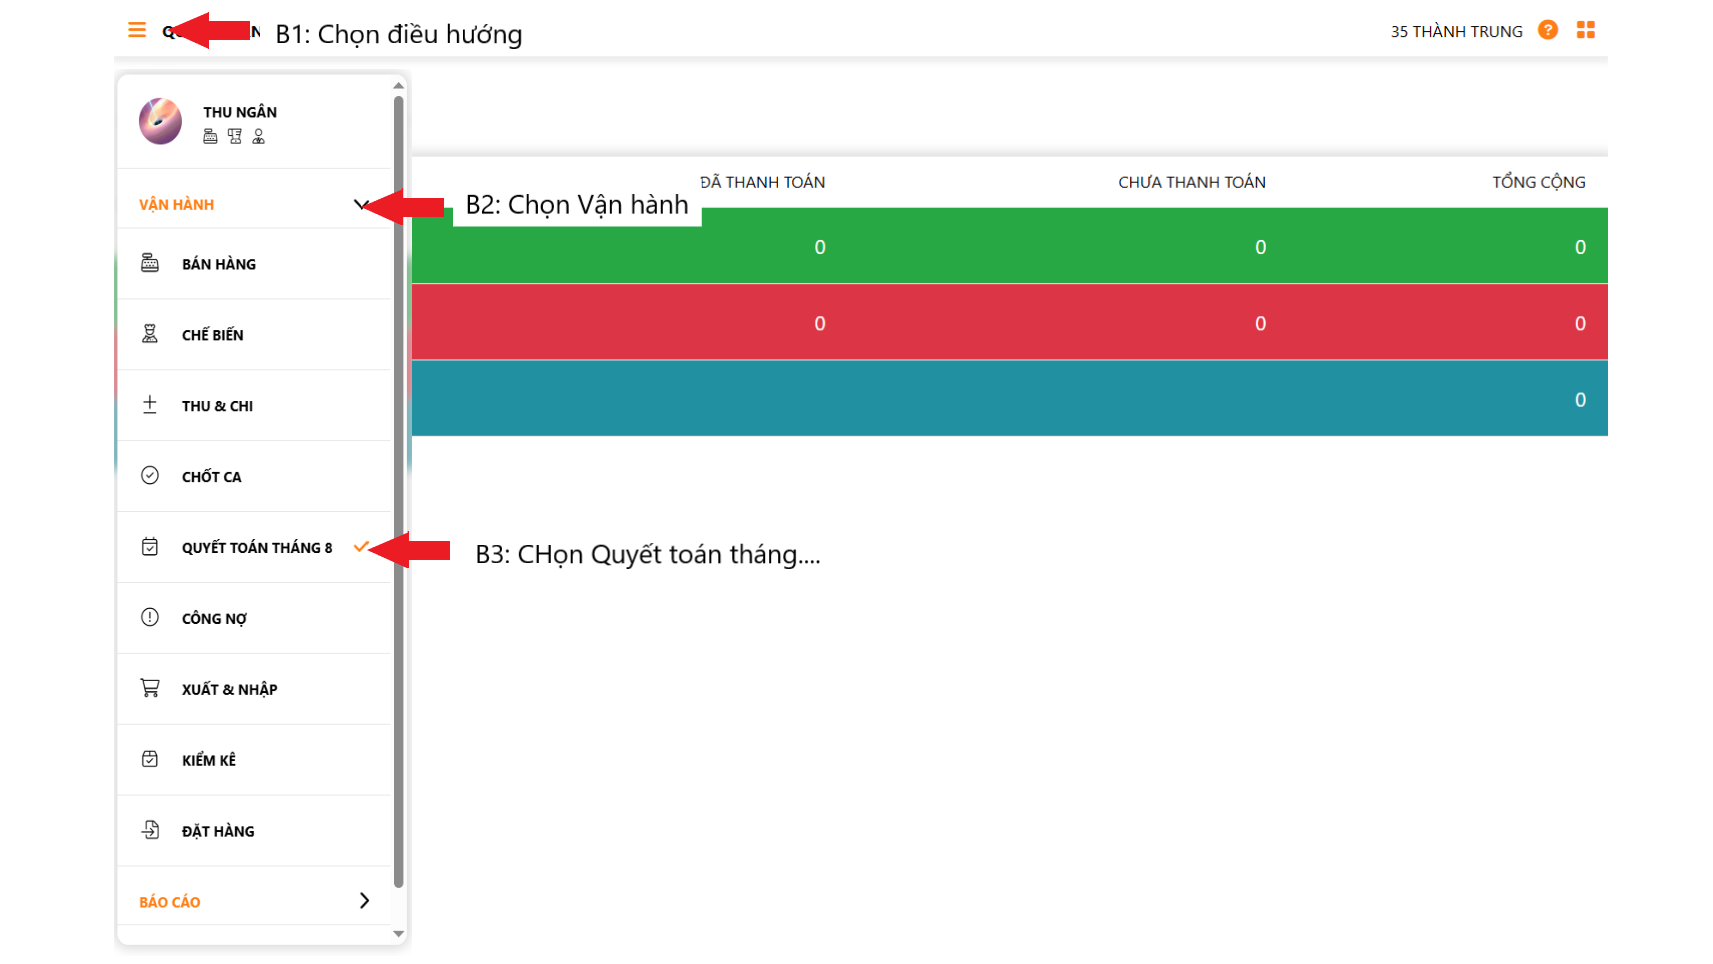 B1: Chọn điều hướng
35 THÀNH TRUNG
?
THU NGÂN
ĐÃ THANH TOÁN
CHƯA THANH TOÁN
TỔNG CỘNG
VẬN HÀNH
B2: Chọn Vận hành
0
0
0
BÁN HÀNG
0
0
0
CHẾ BIẾN
0
THU & CHI
CHỐT CA
QUYẾT TOÁN THÁNG 8
B3: CHọn Quyết toán tháng....
CÔNG NỢ
XUẤT & NHẬP
KIỂM KÊ
ĐẶT HÀNG
BÁO CÁO